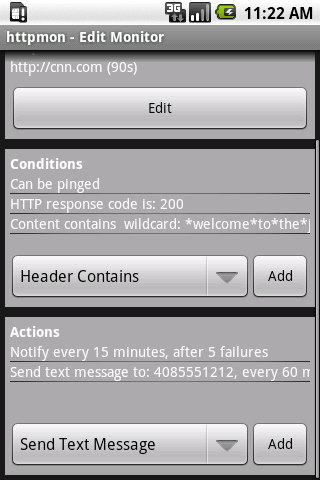 3G
11:22 AM
httpmon - Edit Monitor
http://cnn.com (90s)
Edit
Conditions
Can be pinged
HTTP response code is: 200
Content contains wildcard: *welcome*to*the*
Header Contains
Add
Actions
Notify every 15 minutes, after 5 failures
Send text message to: 4085551212, every 60 m
Send Text Message
Add